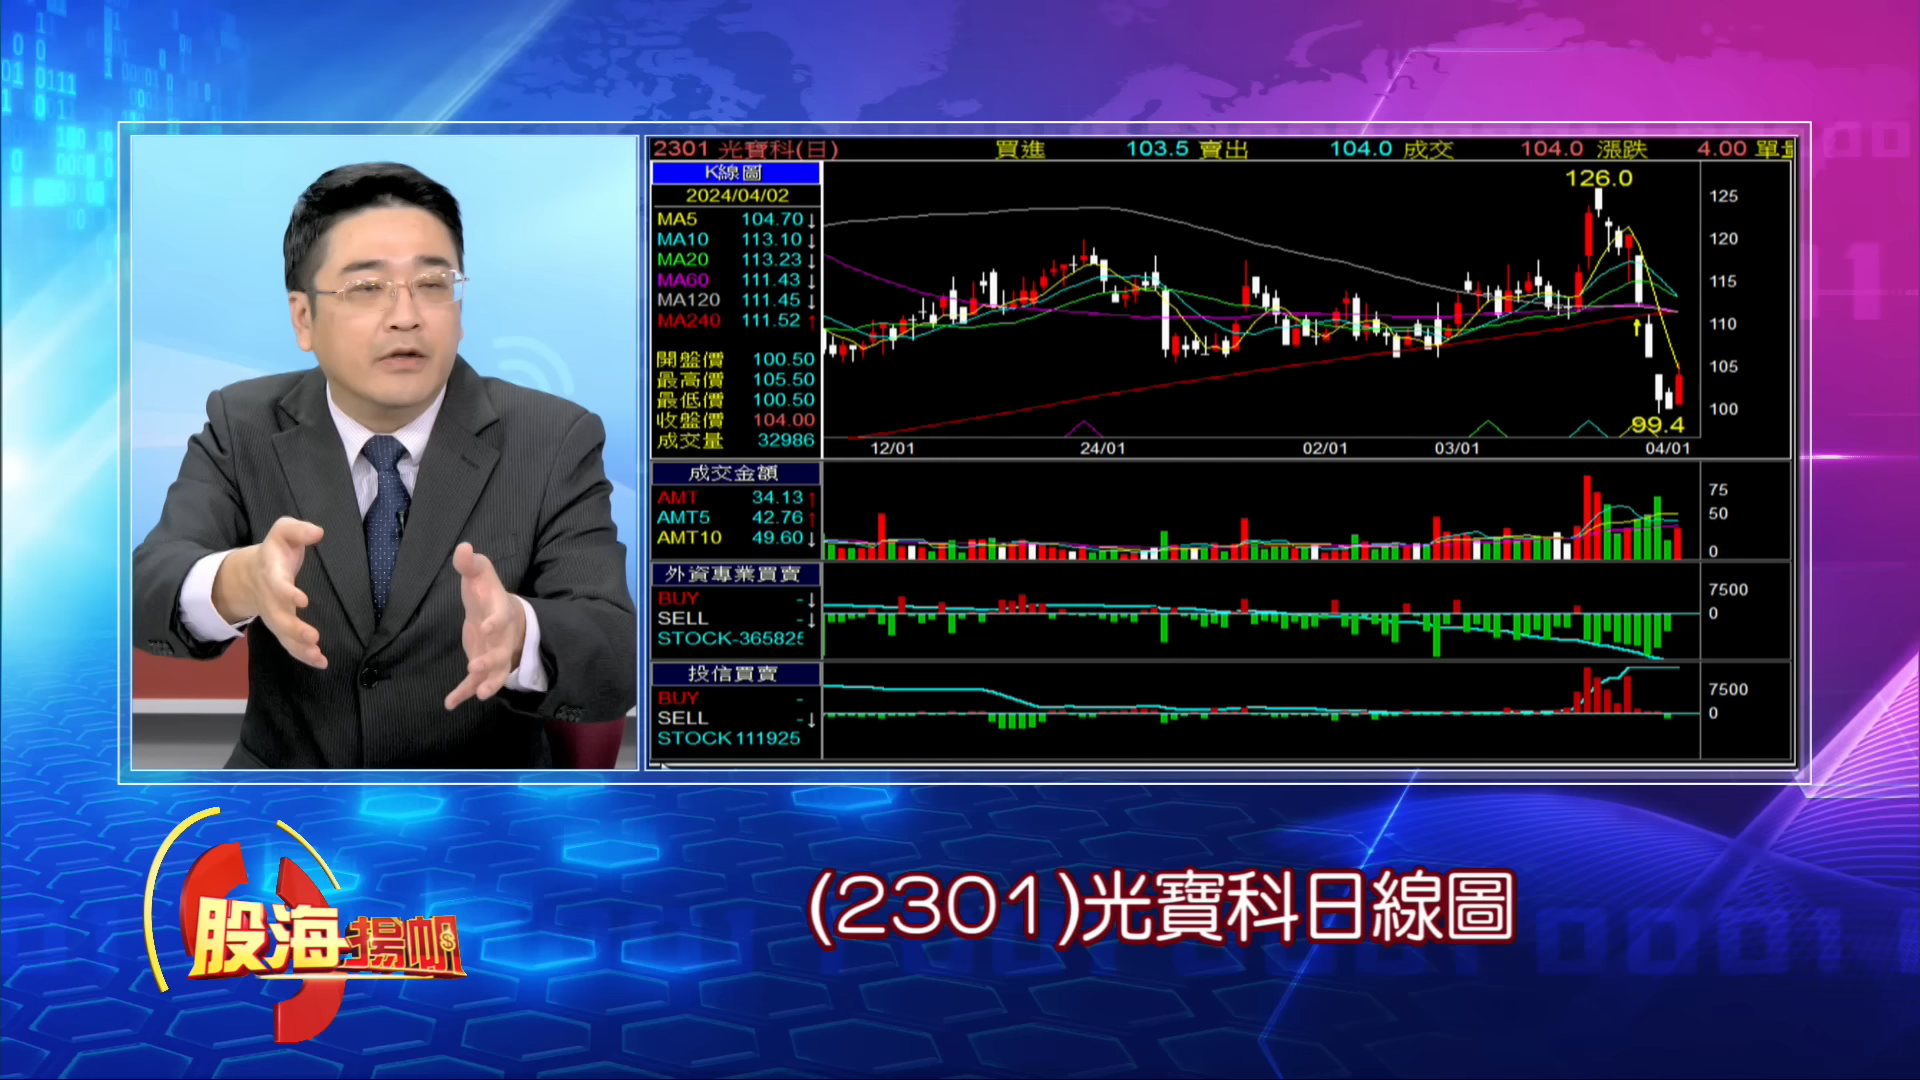 2301 光寶科(日) 買進 103.5 賣出 104.0 成交 104.0 漲跌 4.00 單量
K線圖
2024/04/02
MA5 104.70↓
MA10 113.10↓
MA20 113.23↓
MA60 111.43↓
MA120 111.45↓
MA240 111.52↑
開盤價 100.50
最高價 105.50
最低價 100.50
收盤價 104.00
成交量 32986
126.0
99.4
125
120
115
110
105
100
12/01 24/01 02/01 03/01 04/01
成交金額
AMT 34.13↑
AMT5 42.76↑
AMT10 49.60↓
75
50
0
外資專業買賣
BUY -↓
SELL -↓
STOCK-365825
7500
0
投信買賣
BUY -
SELL -↓
STOCK 111925
7500
0
股海揚帆
(2301)光寶科日線圖